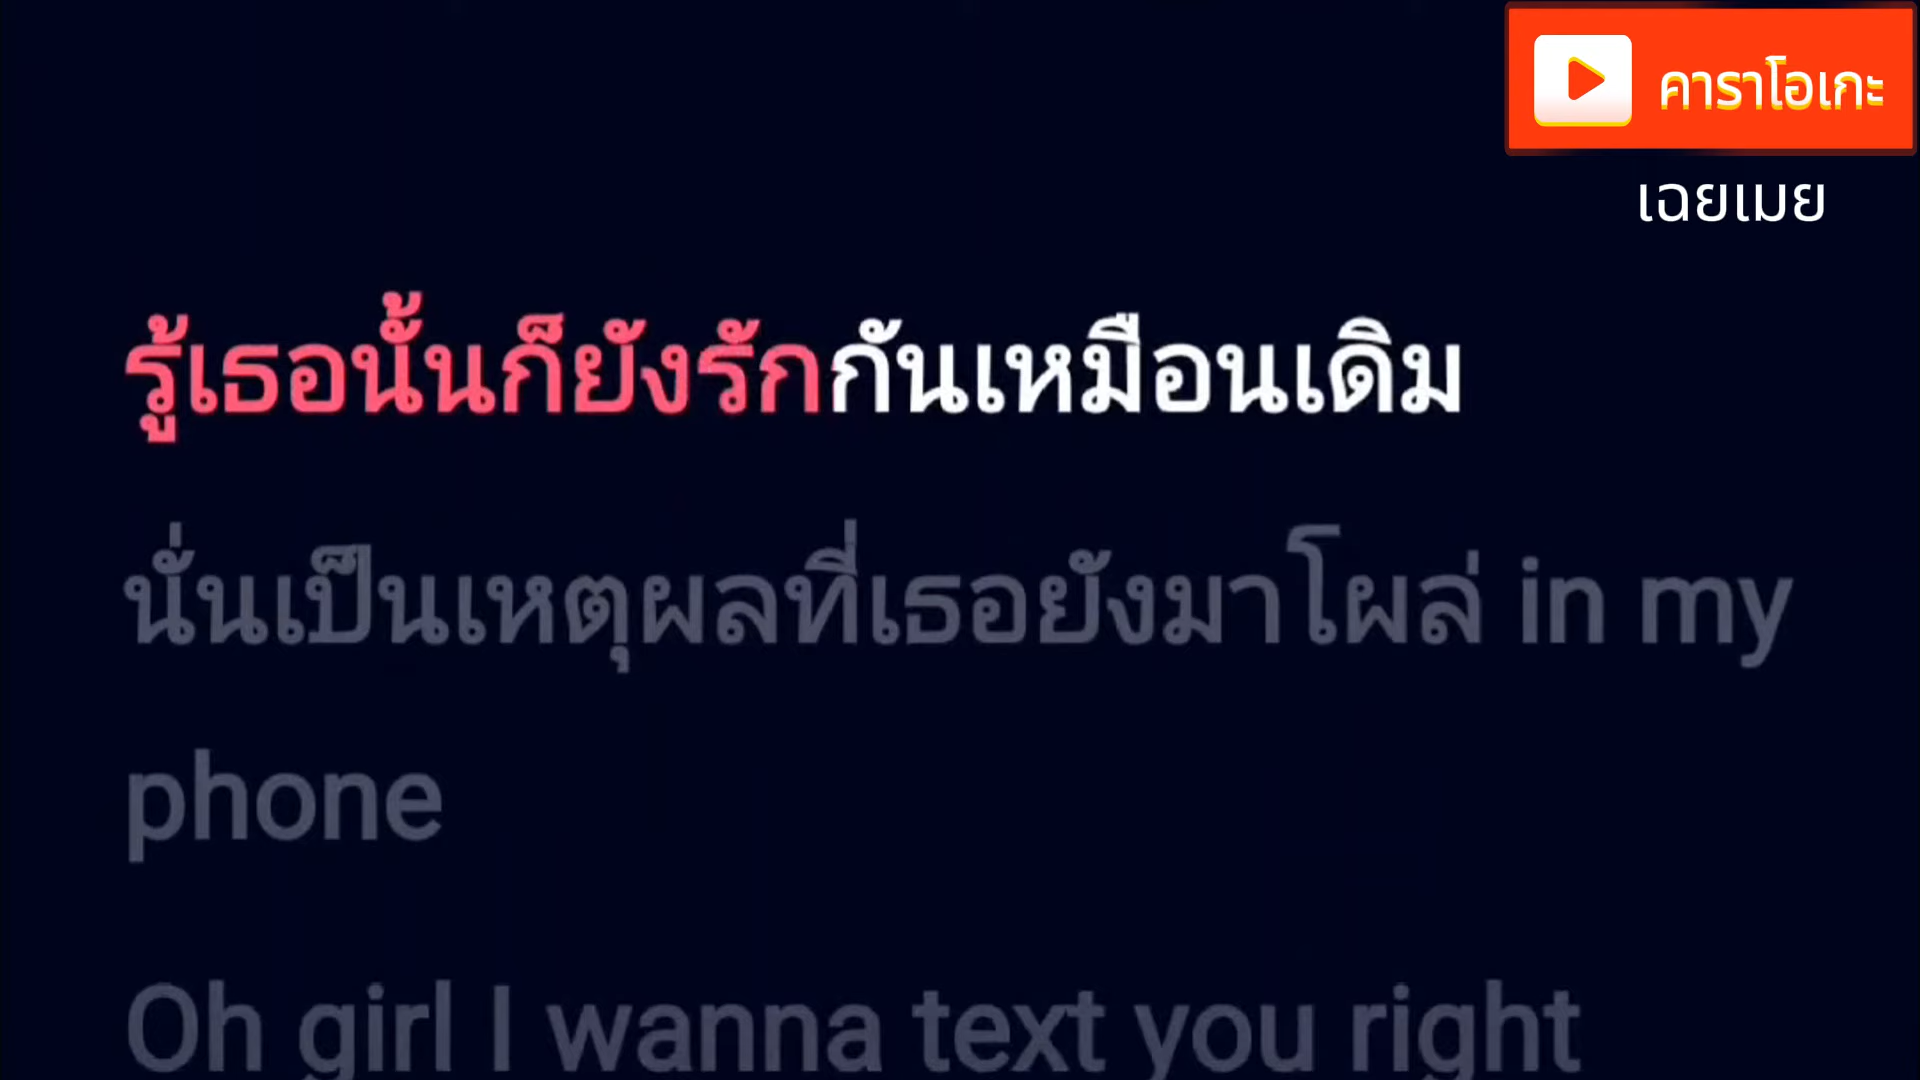 คาราโอเกะ
เฉยเมย
รู้เธอนั้นก็ยังรักกันเหมือนเดิม
นั่นเป็นเหตุผลที่เธอยังมาโผล่ in my
phone
Oh girl I wanna text you right